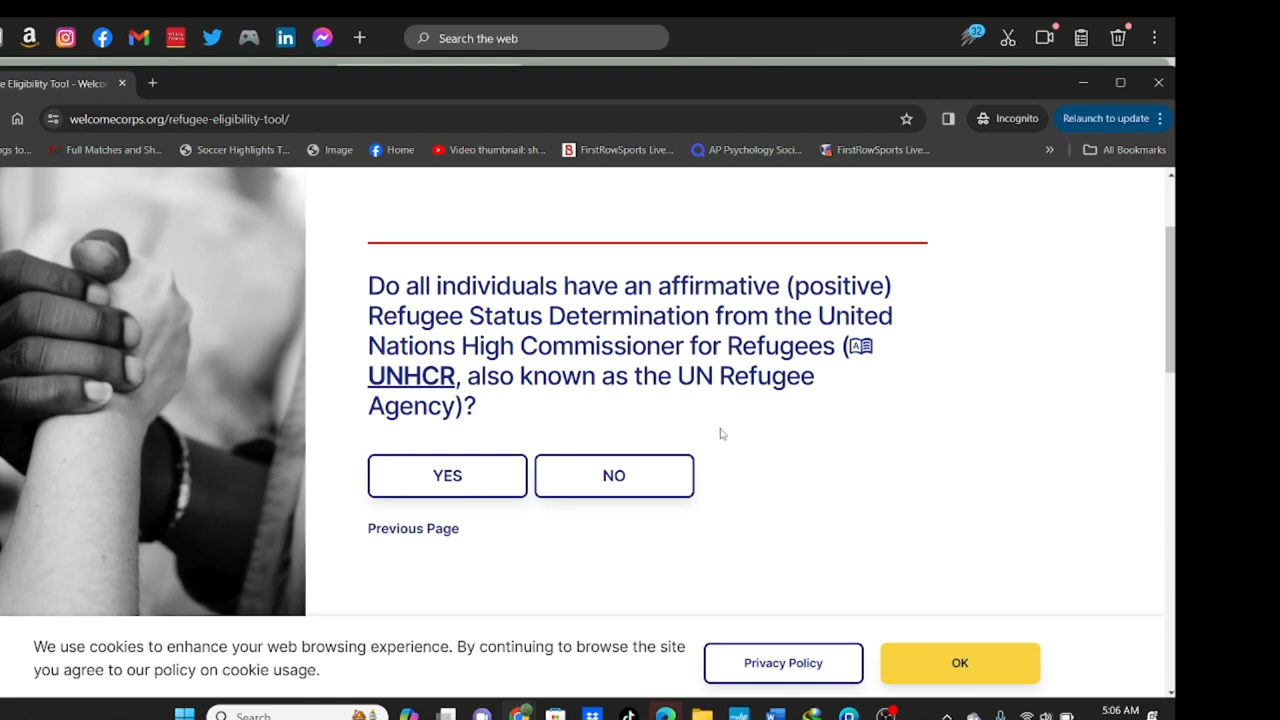 Search the web
32
e Eligibility Tool - Welco
welcomecorps.org/refugee-eligibility-tool/
Incognito
Relaunch to update
ngs to...
Full Matches and Sh...
Soccer Highlights T...
Image
Home
Video thumbnail: sh...
FirstRowSports Live...
AP Psychology Soci...
FirstRowSports Live...
All Bookmarks
Do all individuals have an affirmative (positive)
Refugee Status Determination from the United
Nations High Commissioner for Refugees (
UNHCR, also known as the UN Refugee
Agency)?
YES
NO
Previous Page
We use cookies to enhance your web browsing experience. By continuing to browse the site
you agree to our policy on cookie usage.
Privacy Policy
OK
Search
5:06 AM